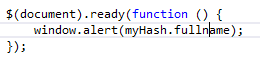 $(document).ready(function () {
    window.alert(myHash.fullname);
});